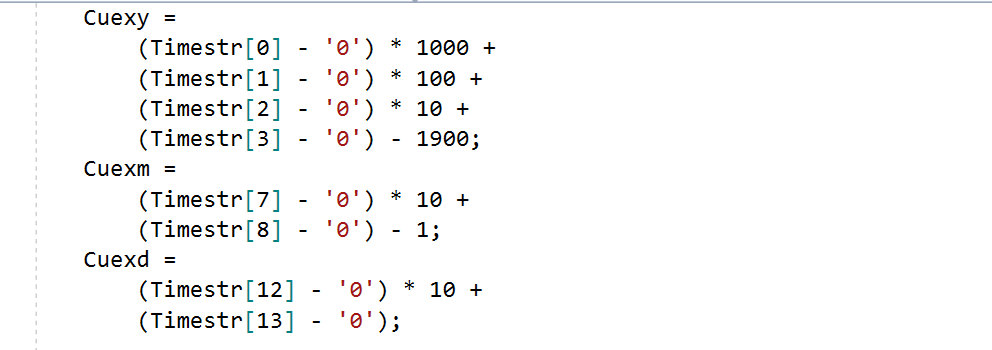 Cuexy =
(Timestr[0] - '0') * 1000 +
(Timestr[1] - '0') * 100 +
(Timestr[2] - '0') * 10 +
(Timestr[3] - '0') - 1900;
Cuexm =
(Timestr[7] - '0') * 10 +
(Timestr[8] - '0') - 1;
Cuexd =
(Timestr[12] - '0') * 10 +
(Timestr[13] - '0');